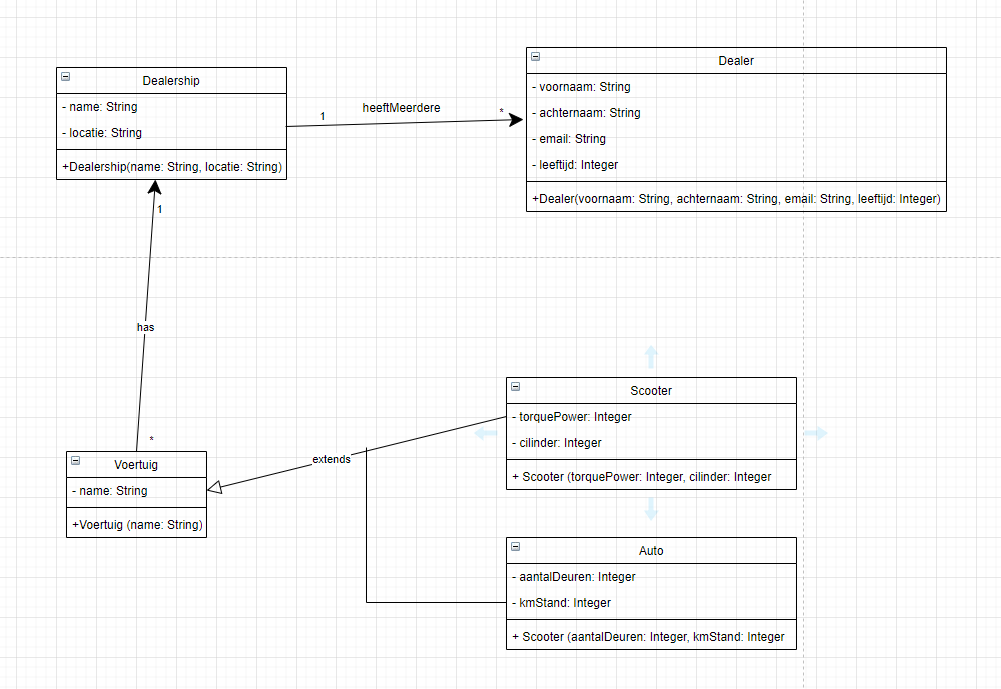 Dealership
- name: String
- locatie: String
+Dealership(name: String, locatie: String)
heeftMeerdere
1
*
Dealer
- voornaam: String
- achternaam: String
- email: String
- leeftijd: Integer
+Dealer(voornaam: String, achternaam: String, email: String, leeftijd: Integer)
1
has
*
Voertuig
- name: String
+Voertuig (name: String)
extends
Scooter
- torquePower: Integer
- cilinder: Integer
+ Scooter (torquePower: Integer, cilinder: Integer
Auto
- aantalDeuren: Integer
- kmStand: Integer
+ Scooter (aantalDeuren: Integer, kmStand: Integer